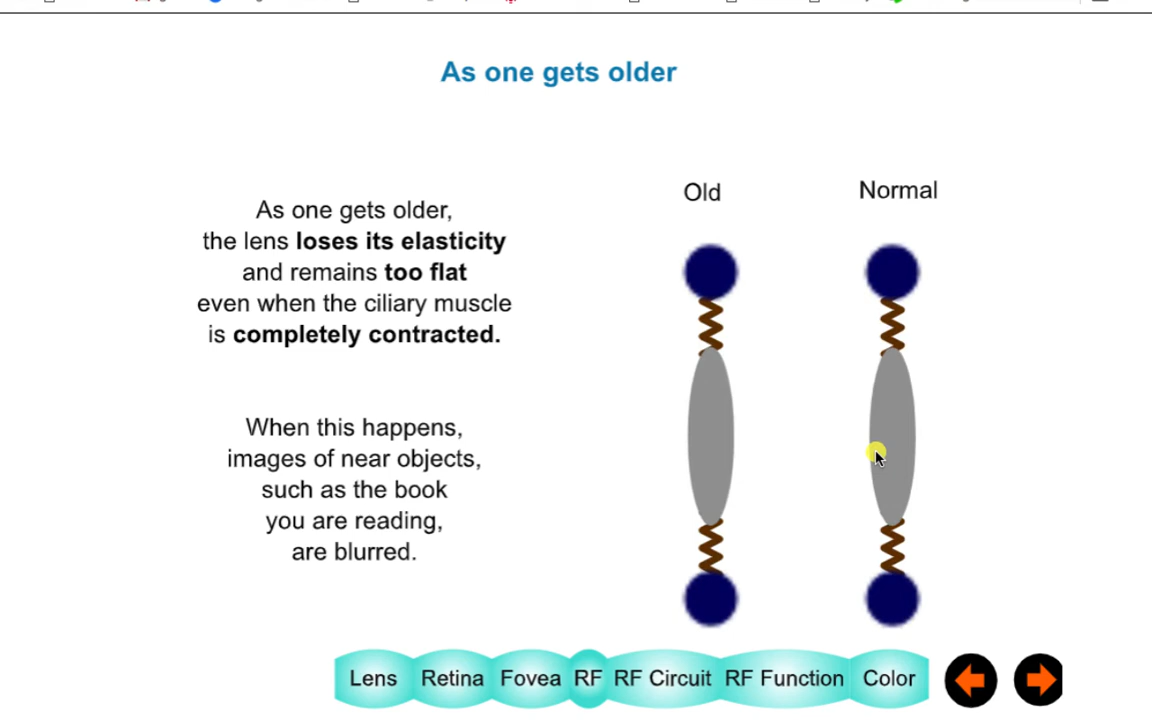 As one gets older
Old
Normal
As one gets older,
the lens loses its elasticity
and remains too flat
even when the ciliary muscle
is completely contracted.
When this happens,
images of near objects,
such as the book
you are reading,
are blurred.
Lens Retina Fovea RF RF Circuit RF Function Color